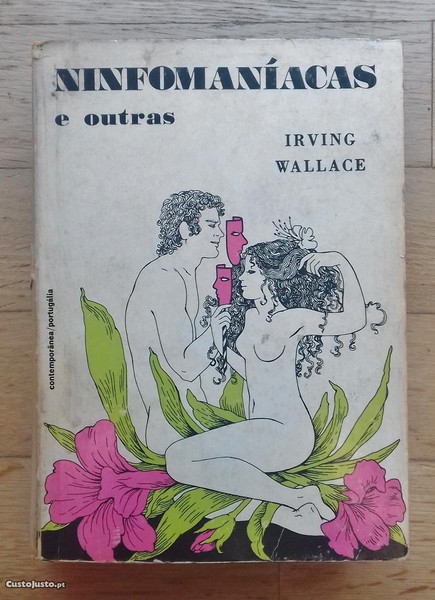 NINFOMANÍACAS
e outras
IRVING
WALLACE
contemporânea/portugália
CustoJusto.pt